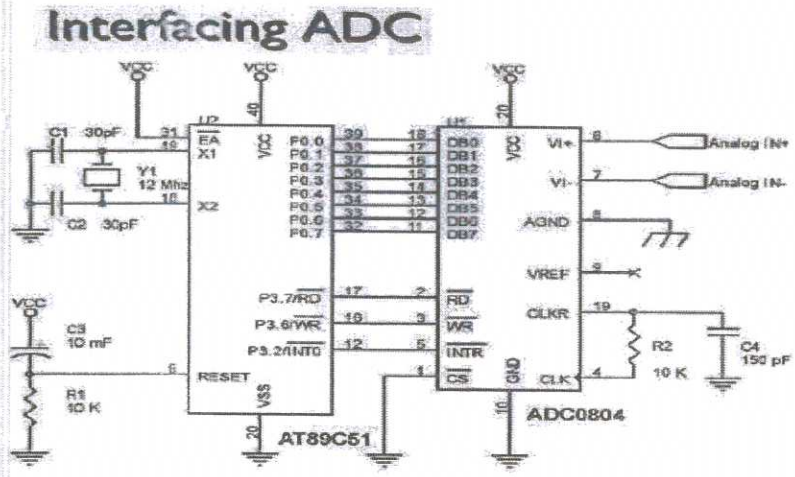 Interfacing ADC
VCC
VCC
VCC
U2
U1
C1 30pF
31
EA
40
VCC
P0.0
39
18
DB0
20
VCC
VI+
6
Analog IN+
19
X1
P0.1
38
17
DB1
P0.2
37
16
DB2
Y1
12 Mhz
P0.3
36
15
DB3
VI-
7
Analog IN-
P0.4
35
14
DB4
18
X2
P0.5
34
13
DB5
P0.6
33
12
DB6
AGND
8
C2 30pF
P0.7
32
11
DB7
VREF
9
VCC
P3.7/RD
17
2
RD
CLKR
19
C3
10 mF
P3.6/WR
16
3
WR
R2
10 K
C4
150 pF
P3.2/INT0
12
5
INTR
RESET
1
CS
GND
CLK
4
R1
10 K
VSS
20
10
AT89C51
ADC0804